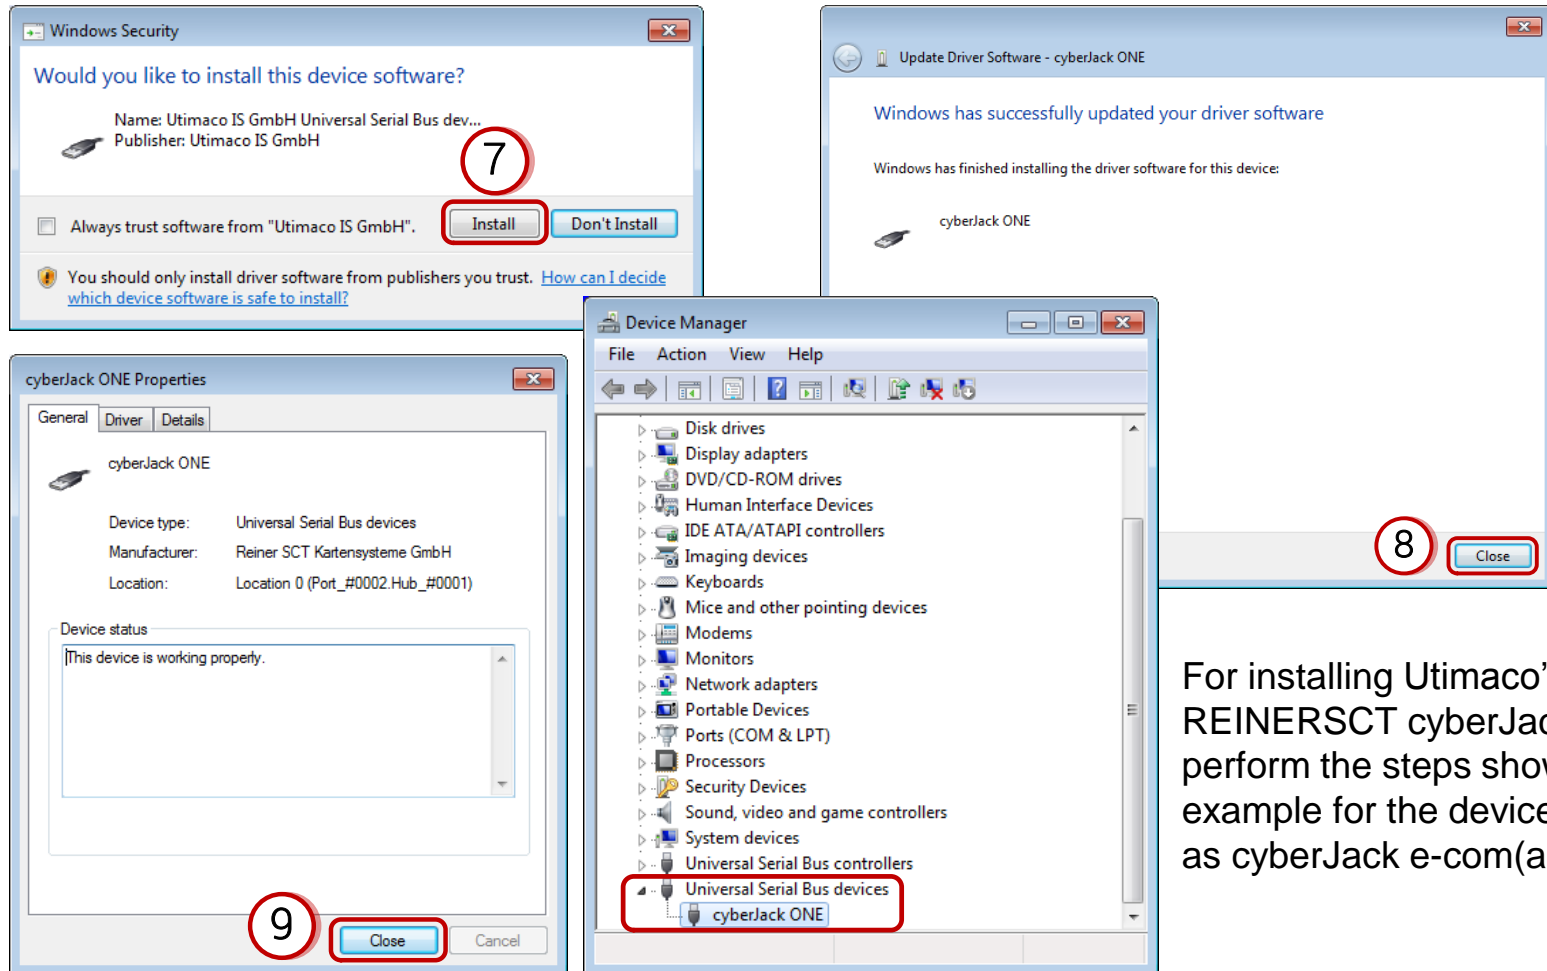 Windows Security
Would you like to install this device software?
Name: Utimaco IS GmbH Universal Serial Bus dev...
Publisher: Utimaco IS GmbH
7
Always trust software from "Utimaco IS GmbH".
Install
Don't Install
You should only install driver software from publishers you trust. How can I decide
which device software is safe to install?
Update Driver Software - cyberJack ONE
Windows has successfully updated your driver software
Windows has finished installing the driver software for this device:
cyberJack ONE
8
Close
cyberJack ONE Properties
General Driver Details
cyberJack ONE
Device type: Universal Serial Bus devices
Manufacturer: Reiner SCT Kartensysteme GmbH
Location: Location 0 (Port_#0002.Hub_#0001)
Device status
This device is working properly.
9
Close
Cancel
Device Manager
File Action View Help
Disk drives
Display adapters
DVD/CD-ROM drives
Human Interface Devices
IDE ATA/ATAPI controllers
Imaging devices
Keyboards
Mice and other pointing devices
Modems
Monitors
Network adapters
Portable Devices
Ports (COM & LPT)
Processors
Security Devices
Sound, video and game controllers
System devices
Universal Serial Bus controllers
Universal Serial Bus devices
cyberJack ONE
For installing Utimaco'
REINERSCT
perform the steps
example for the
as cyberJack